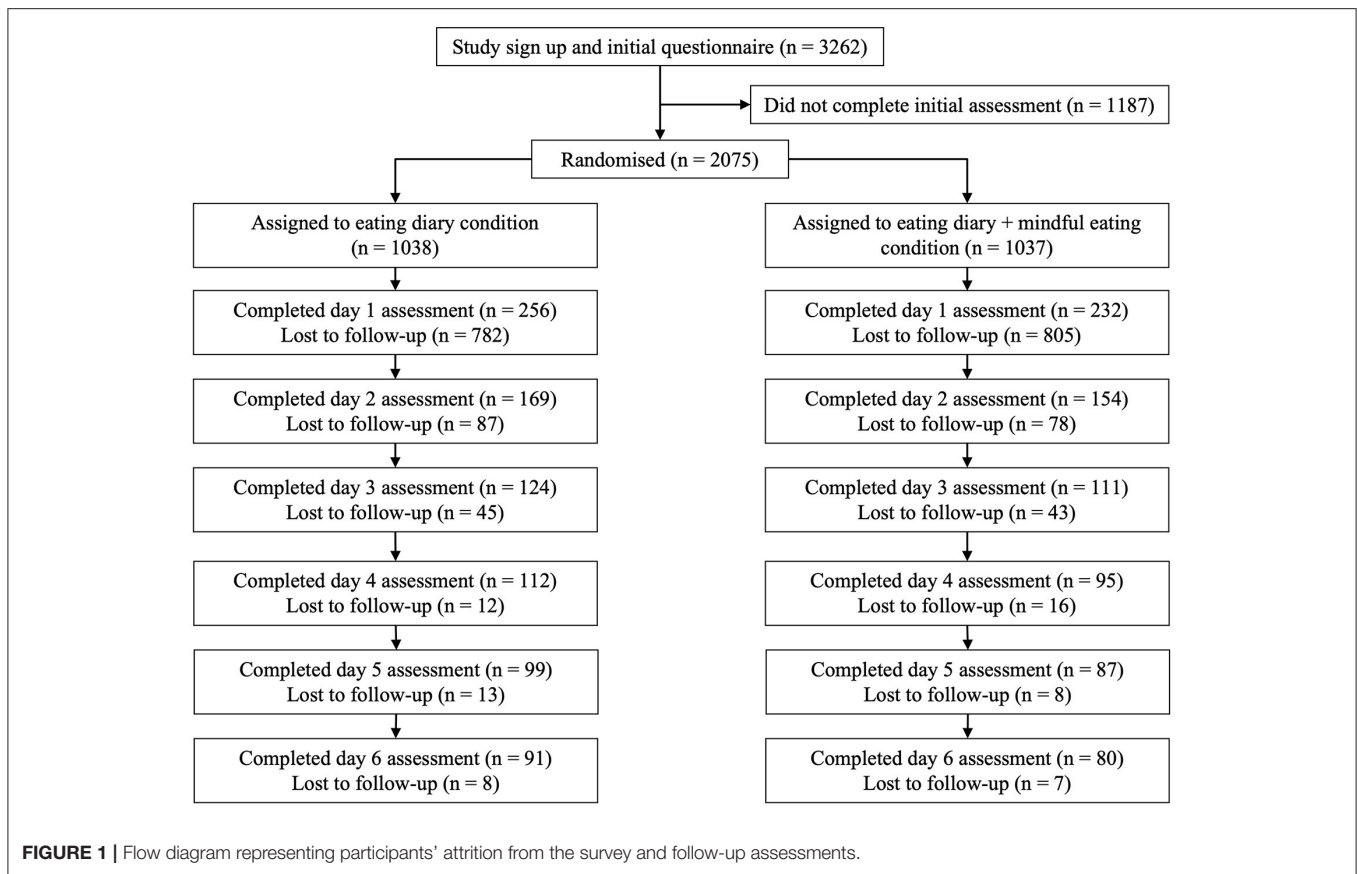 Study sign up and initial questionnaire (n = 3262)
Did not complete initial assessment (n = 1187)
Randomised (n = 2075)
Assigned to eating diary condition
(n = 1038)
Assigned to eating diary + mindful eating
condition (n = 1037)
Completed day 1 assessment (n = 256)
Lost to follow-up (n = 782)
Completed day 1 assessment (n = 232)
Lost to follow-up (n = 805)
Completed day 2 assessment (n = 169)
Lost to follow-up (n = 87)
Completed day 2 assessment (n = 154)
Lost to follow-up (n = 78)
Completed day 3 assessment (n = 124)
Lost to follow-up (n = 45)
Completed day 3 assessment (n = 111)
Lost to follow-up (n = 43)
Completed day 4 assessment (n = 112)
Lost to follow-up (n = 12)
Completed day 4 assessment (n = 95)
Lost to follow-up (n = 16)
Completed day 5 assessment (n = 99)
Lost to follow-up (n = 13)
Completed day 5 assessment (n = 87)
Lost to follow-up (n = 8)
Completed day 6 assessment (n = 91)
Lost to follow-up (n = 8)
Completed day 6 assessment (n = 80)
Lost to follow-up (n = 7)
FIGURE 1 | Flow diagram representing participants' attrition from the survey and follow-up assessments.